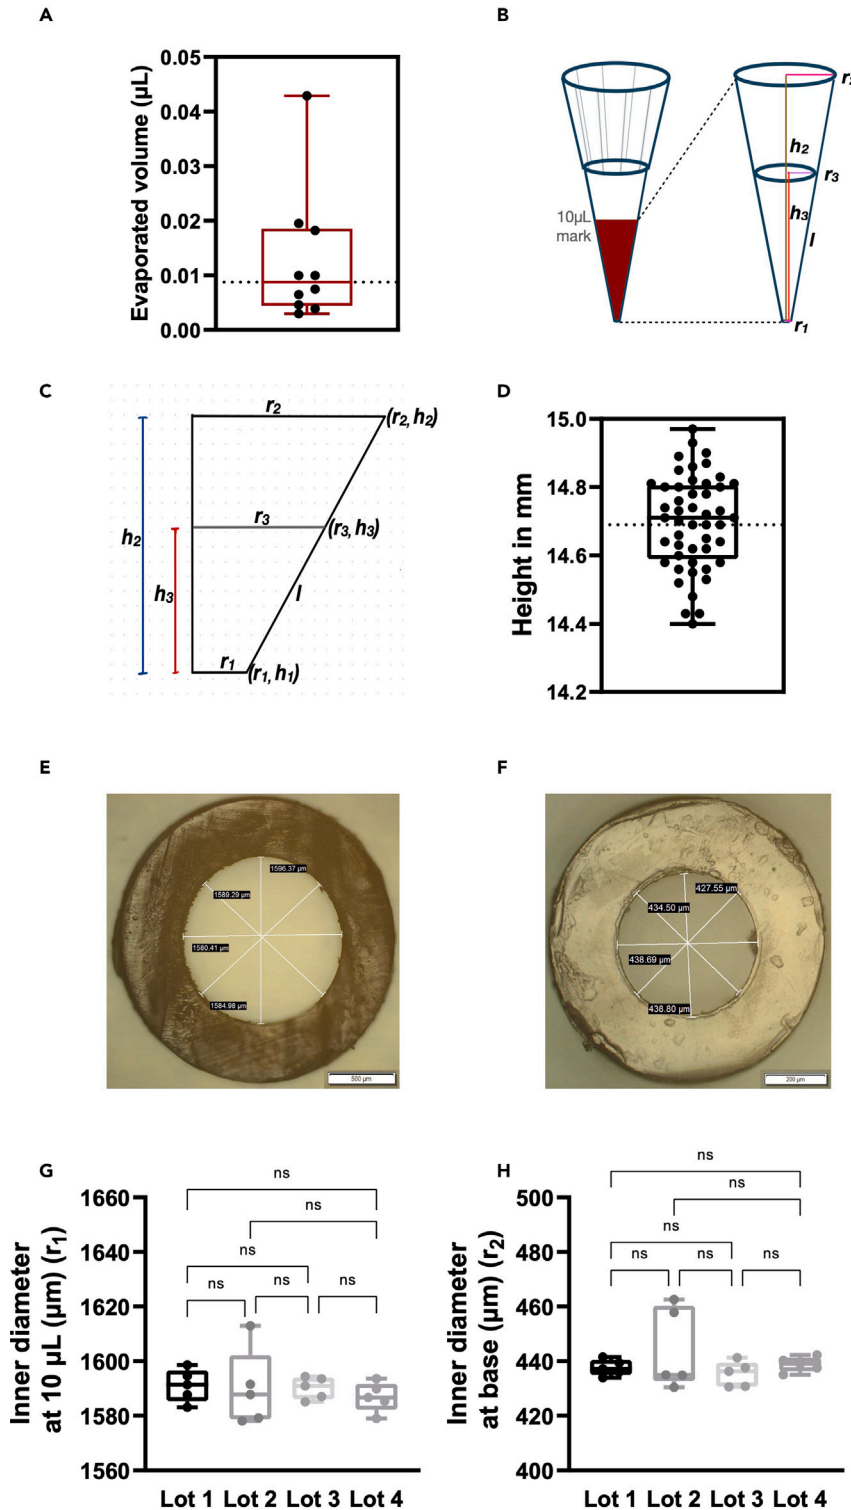 A
Evaporated volume (µL)
0.05
0.04
0.03
0.02
0.01
0.00
B
10µL
mark
h2
r3
h3
l
r1
C
r2
(r2, h2)
r3
(r3, h3)
h2
h3
l
r1
(r1, h1)
D
Height in mm
15.0
14.8
14.6
14.4
14.2
E
1596.37 µm
1589.29 µm
1580.41 µm
1584.98 µm
500 µm
F
427.55 µm
434.50 µm
438.69 µm
438.80 µm
200 µm
G
Inner diameter
at 10 µL (µm) (r1)
1660
1640
1620
1600
1580
1560
ns
ns
ns
ns
ns
ns
Lot 1 Lot 2 Lot 3 Lot 4
H
Inner diameter
at base (µm) (r2)
500
480
460
440
420
400
ns
ns
ns
ns
ns
ns
Lot 1 Lot 2 Lot 3 Lot 4